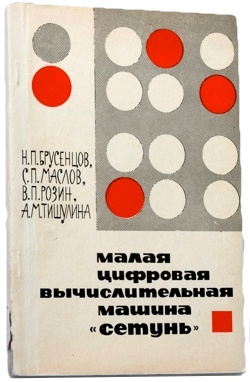 Н.П.БРУСЕНЦОВ,
С.П.МАСЛОВ,
В.П.РОЗИН,
А.М.ТИШУЛИНА
малая
цифровая
вычислительная
машина
«сетунь»